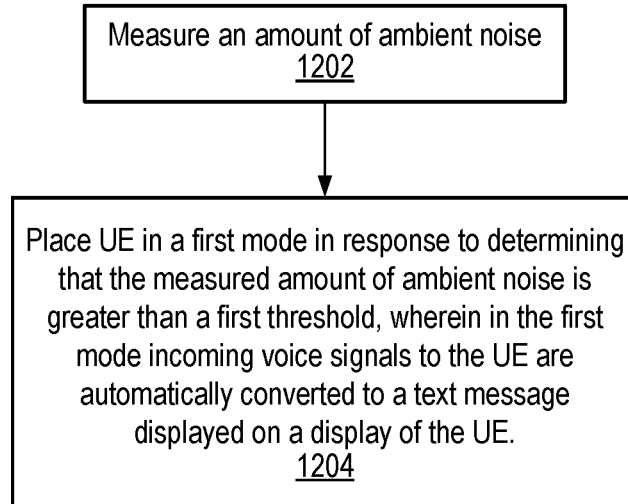 Measure an amount of ambient noise
1202
Place UE in a first mode in response to determining
that the measured amount of ambient noise is
greater than a first threshold, wherein in the first
mode incoming voice signals to the UE are
automatically converted to a text message
displayed on a display of the UE.
1204